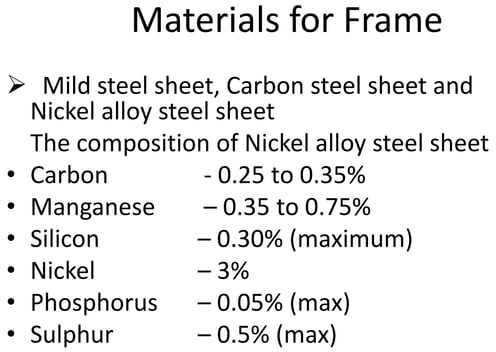 Materials for Frame
➢ Mild steel sheet, Carbon steel sheet and
Nickel alloy steel sheet
The composition of Nickel alloy steel sheet
• Carbon - 0.25 to 0.35%
• Manganese – 0.35 to 0.75%
• Silicon – 0.30% (maximum)
• Nickel – 3%
• Phosphorus – 0.05% (max)
• Sulphur – 0.5% (max)